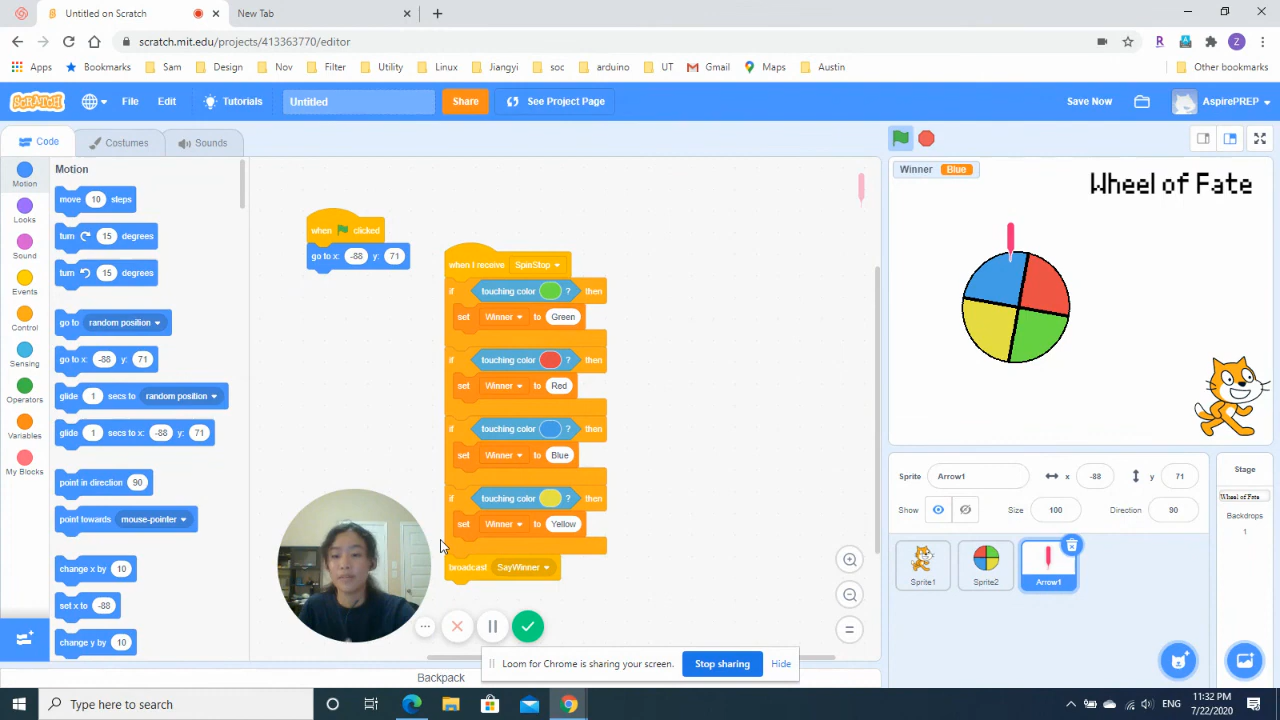 Untitled on Scratch
New Tab
scratch.mit.edu/projects/413363770/editor
Apps Bookmarks Sam Design Nov Filter Utility Linux Jiangyi soc arduino UT Gmail Maps Austin Other bookmarks
SCRATCH File Edit Tutorials Untitled Share See Project Page Save Now AspirePREP
Code Costumes Sounds
Motion
Looks
Sound
Events
Control
Sensing
Operators
Variables
My Blocks
Motion
move 10 steps
turn 15 degrees
turn 15 degrees
go to random position
go to x: -88 y: 71
glide 1 secs to random position
glide 1 secs to x: -88 y: 71
point in direction 90
point towards mouse-pointer
change x by 10
set x to -88
change y by 10
when clicked
go to x: -88 y: 71
when I receive SpinStop
if touching color ? then
set Winner to Green
if touching color ? then
set Winner to Red
if touching color ? then
set Winner to Blue
if touching color ? then
set Winner to Yellow
broadcast SayWinner
Winner Blue
Wheel of Fate
Sprite Arrow1 x -88 y 71
Size 100 Direction 90
Sprite1 Sprite2 Arrow1
Stage
Wheel of Fate
Backdrops
1
Backpack
Loom for Chrome is sharing your screen. Stop sharing Hide
Type here to search
ENG
11:32 PM
7/22/2020